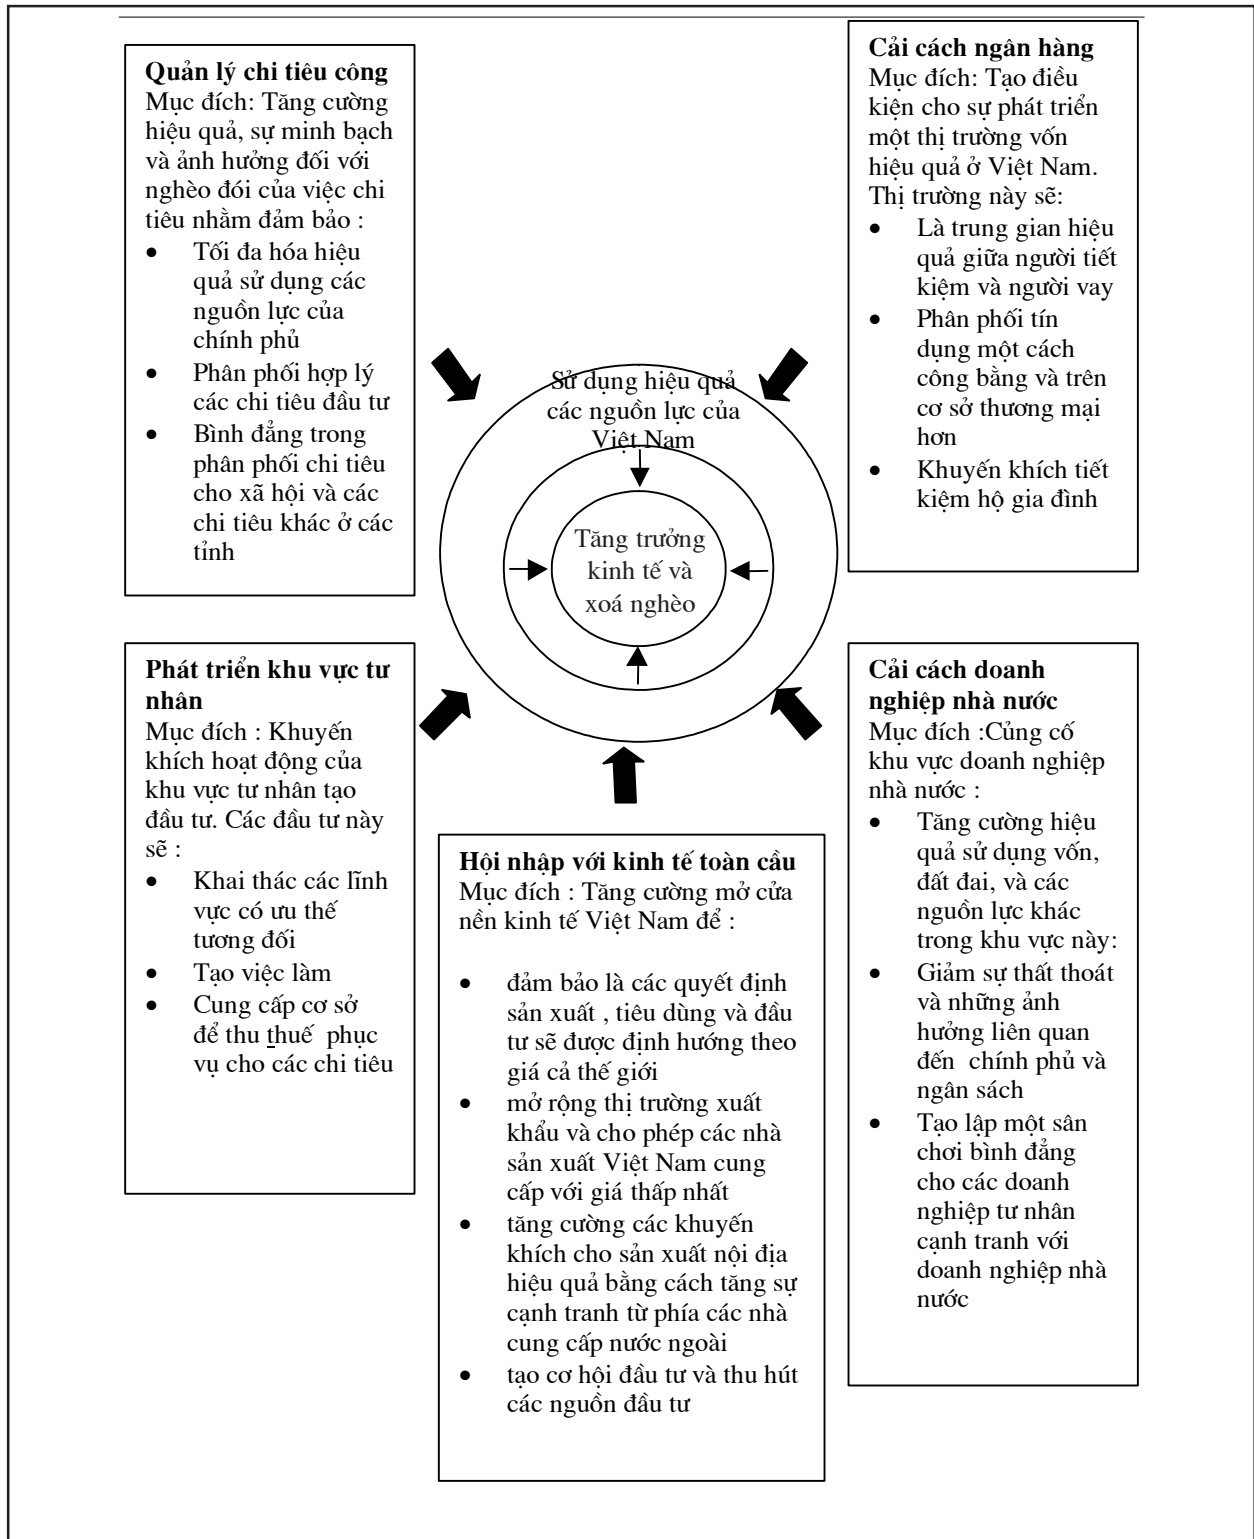 Quản lý chi tiêu công
Mục đích: Tăng cường
hiệu quả, sự minh bạch
và ảnh hưởng đối với
nghèo đói của việc chi
tiêu nhằm đảm bảo :
• Tối đa hóa hiệu
quả sử dụng các
nguồn lực của
chính phủ
• Phân phối hợp lý
các chi tiêu đầu tư
• Bình đẳng trong
phân phối chi tiêu
cho xã hội và các
chi tiêu khác ở các
tỉnh
Cải cách ngân hàng
Mục đích: Tạo điều
kiện cho sự phát triển
một thị trường vốn
hiệu quả ở Việt Nam.
Thị trường này sẽ:
• Là trung gian hiệu
quả giữa người tiết
kiệm và người vay
• Phân phối tín
dụng một cách
công bằng và trên
cơ sở thương mại
hơn
• Khuyến khích tiết
kiệm hộ gia đình
Sử dụng hiệu quả
các nguồn lực của
Việt Nam
Tăng trưởng
kinh tế và
xoá nghèo
Phát triển khu vực tư
nhân
Mục đích : Khuyến
khích hoạt động của
khu vực tư nhân tạo
đầu tư. Các đầu tư này
sẽ :
• Khai thác các lĩnh
vực có ưu thế
tương đối
• Tạo việc làm
• Cung cấp cơ sở
để thu thuế phục
vụ cho các chi tiêu
Hội nhập với kinh tế toàn cầu
Mục đích : Tăng cường mở cửa
nền kinh tế Việt Nam để :
• đảm bảo là các quyết định
sản xuất , tiêu dùng và đầu
tư sẽ được định hướng theo
giá cả thế giới
• mở rộng thị trường xuất
khẩu và cho phép các nhà
sản xuất Việt Nam cung
cấp với giá thấp nhất
• tăng cường các khuyến
khích cho sản xuất nội địa
hiệu quả bằng cách tăng sự
cạnh tranh từ phía các nhà
cung cấp nước ngoài
• tạo cơ hội đầu tư và thu hút
các nguồn đầu tư
Cải cách doanh
nghiệp nhà nước
Mục đích :Củng cố
khu vực doanh nghiệp
nhà nước :
• Tăng cường hiệu
quả sử dụng vốn,
đất đai, và các
nguồn lực khác
trong khu vực này:
• Giảm sự thất thoát
và những ảnh
hưởng liên quan
đến chính phủ và
ngân sách
• Tạo lập một sân
chơi bình đẳng
cho các doanh
nghiệp tư nhân
cạnh tranh với
doanh nghiệp nhà
nước